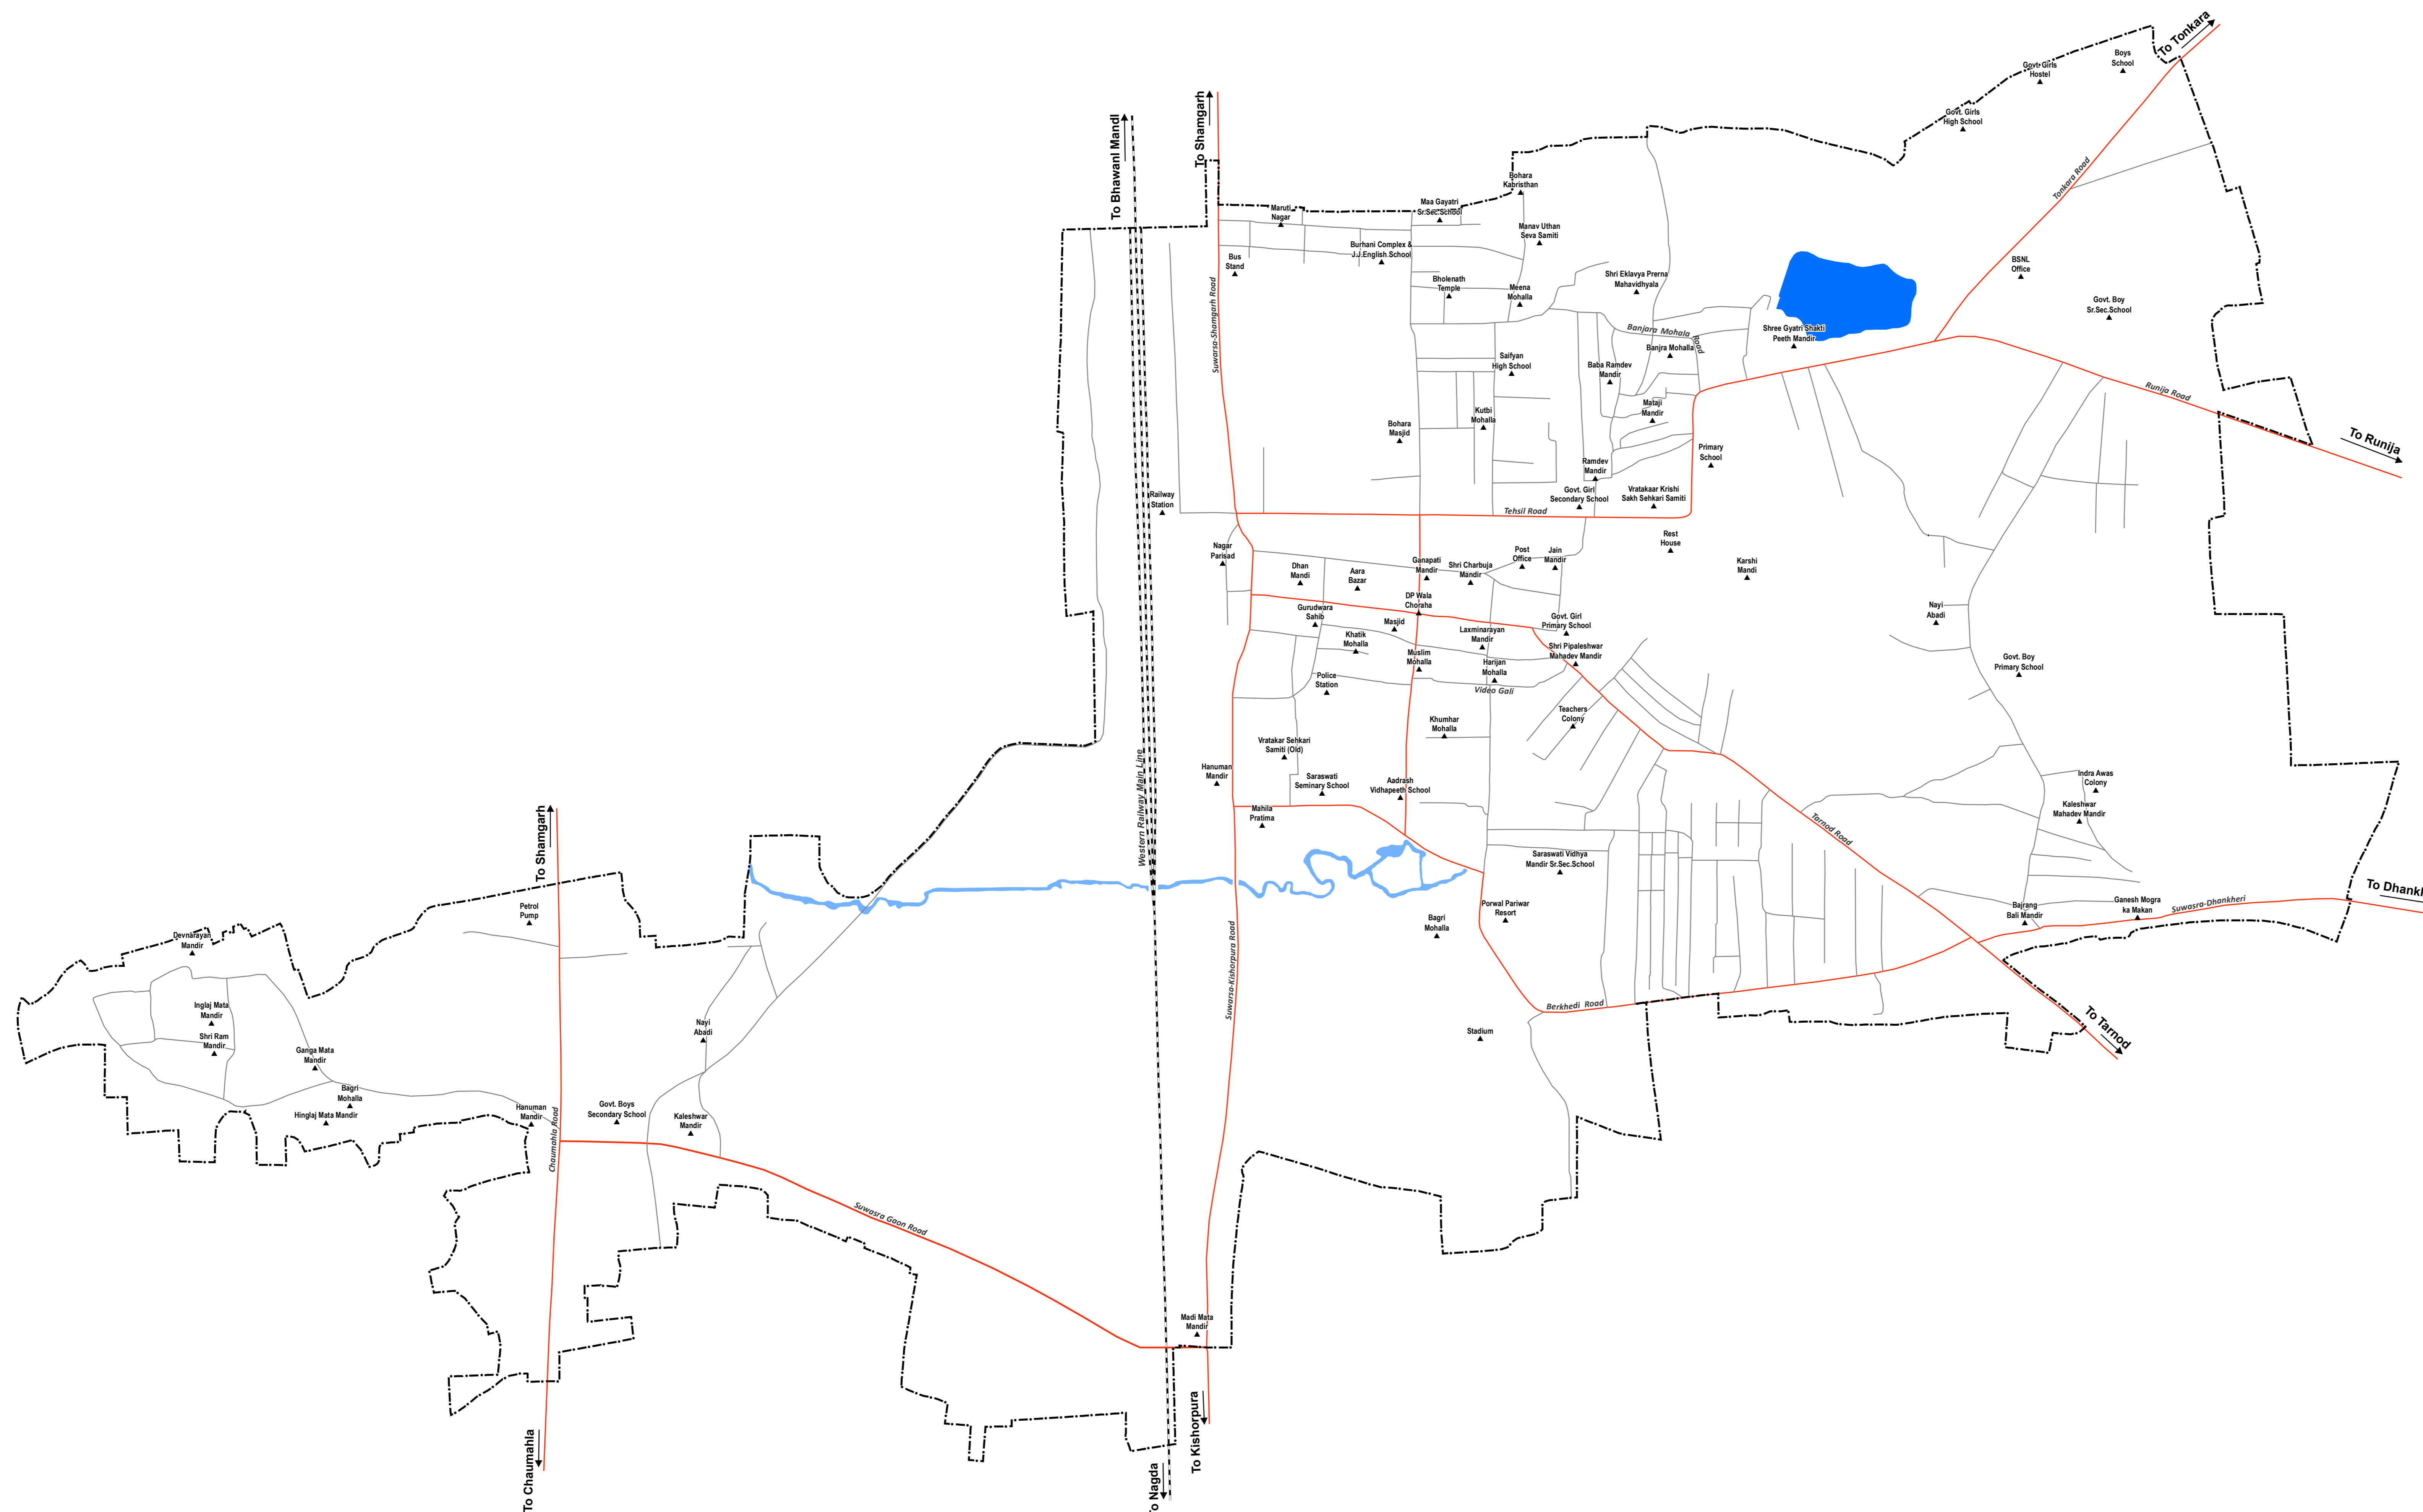 To Tonkara
Boys
School
Govt. Girls
Hostel
Govt. Girls
High School
Tonkara Road
To Shamgarh
To Bhawani Mandi
Bohara
Kabristhan
Maa Gayatri
Sr.Sec.School
Maruti
Nagar
Manav Uthan
Seva Samiti
Burhani Complex &
J.J.English School
Bus
Stand
Bholenath
Temple
Meena
Mohalla
Shri Eklavya Prerna
Mahavidhyala
BSNL
Office
Govt. Boy
Sr.Sec.School
Suwarsa-Shamgarh Road
Banjara Mohala Road
Shree Gyatri Shakti
Peeth Mandir
Banjra Mohalla
Saifyan
High School
Baba Ramdev
Mandir
Runija Road
To Runija
Mataji
Mandir
Kutbi
Mohalla
Bohara
Masjid
Primary
School
Ramdev
Mandir
Railway
Station
Govt. Girl
Secondary School
Vratakaar Krishi
Sakh Sehkari Samiti
Tehsil Road
Rest
House
Nagar
Parisad
Post
Office
Jain
Mandir
Ganapati
Mandir
Shri Charbuja
Mandir
Dhan
Mandi
Aara
Bazar
Karshi
Mandi
DP Wala
Choraha
Gurudwara
Sahib
Masjid
Govt. Girl
Primary School
Nayi
Abadi
Khatik
Mohalla
Laxminarayan
Mandir
Shri Pipaleshwar
Mahadev Mandir
Muslim
Mohalla
Harijan
Mohalla
Govt. Boy
Primary School
Police
Station
Video Gali
Teachers
Colony
Khumhar
Mohalla
Vratakar Sehkari
Samiti (Old)
Hanuman
Mandir
Saraswati
Seminary School
Aadrash
Vidhapeeth School
Indra Awas
Colony
Mahila
Pratima
Kaleshwar
Mahadev Mandir
Western Railway Main Line
Tarnod Road
To Shamgarh
Saraswati Vidhya
Mandir Sr.Sec.School
To Dhankh
Suwasra-Dhankheri
Ganesh Mogra
ka Makan
Bajrang
Bali Mandir
Porwal Pariwar
Resort
Bagri
Mohalla
Petrol
Pump
Devnarayan
Mandir
Suwarsa-Kishorpura Road
Inglaj Mata
Mandir
Shri Ram
Mandir
Berkhedi Road
Stadium
To Tarnod
Nayi
Abadi
Ganga Mata
Mandir
Bagri
Mohalla
Hinglaj Mata Mandir
Hanuman
Mandir
Govt. Boys
Secondary School
Kaleshwar
Mandir
Chaumahla Road
Suwasra Gaon Road
Madi Mata
Mandir
To Kishorpura
To Chaumahla
To Nagda